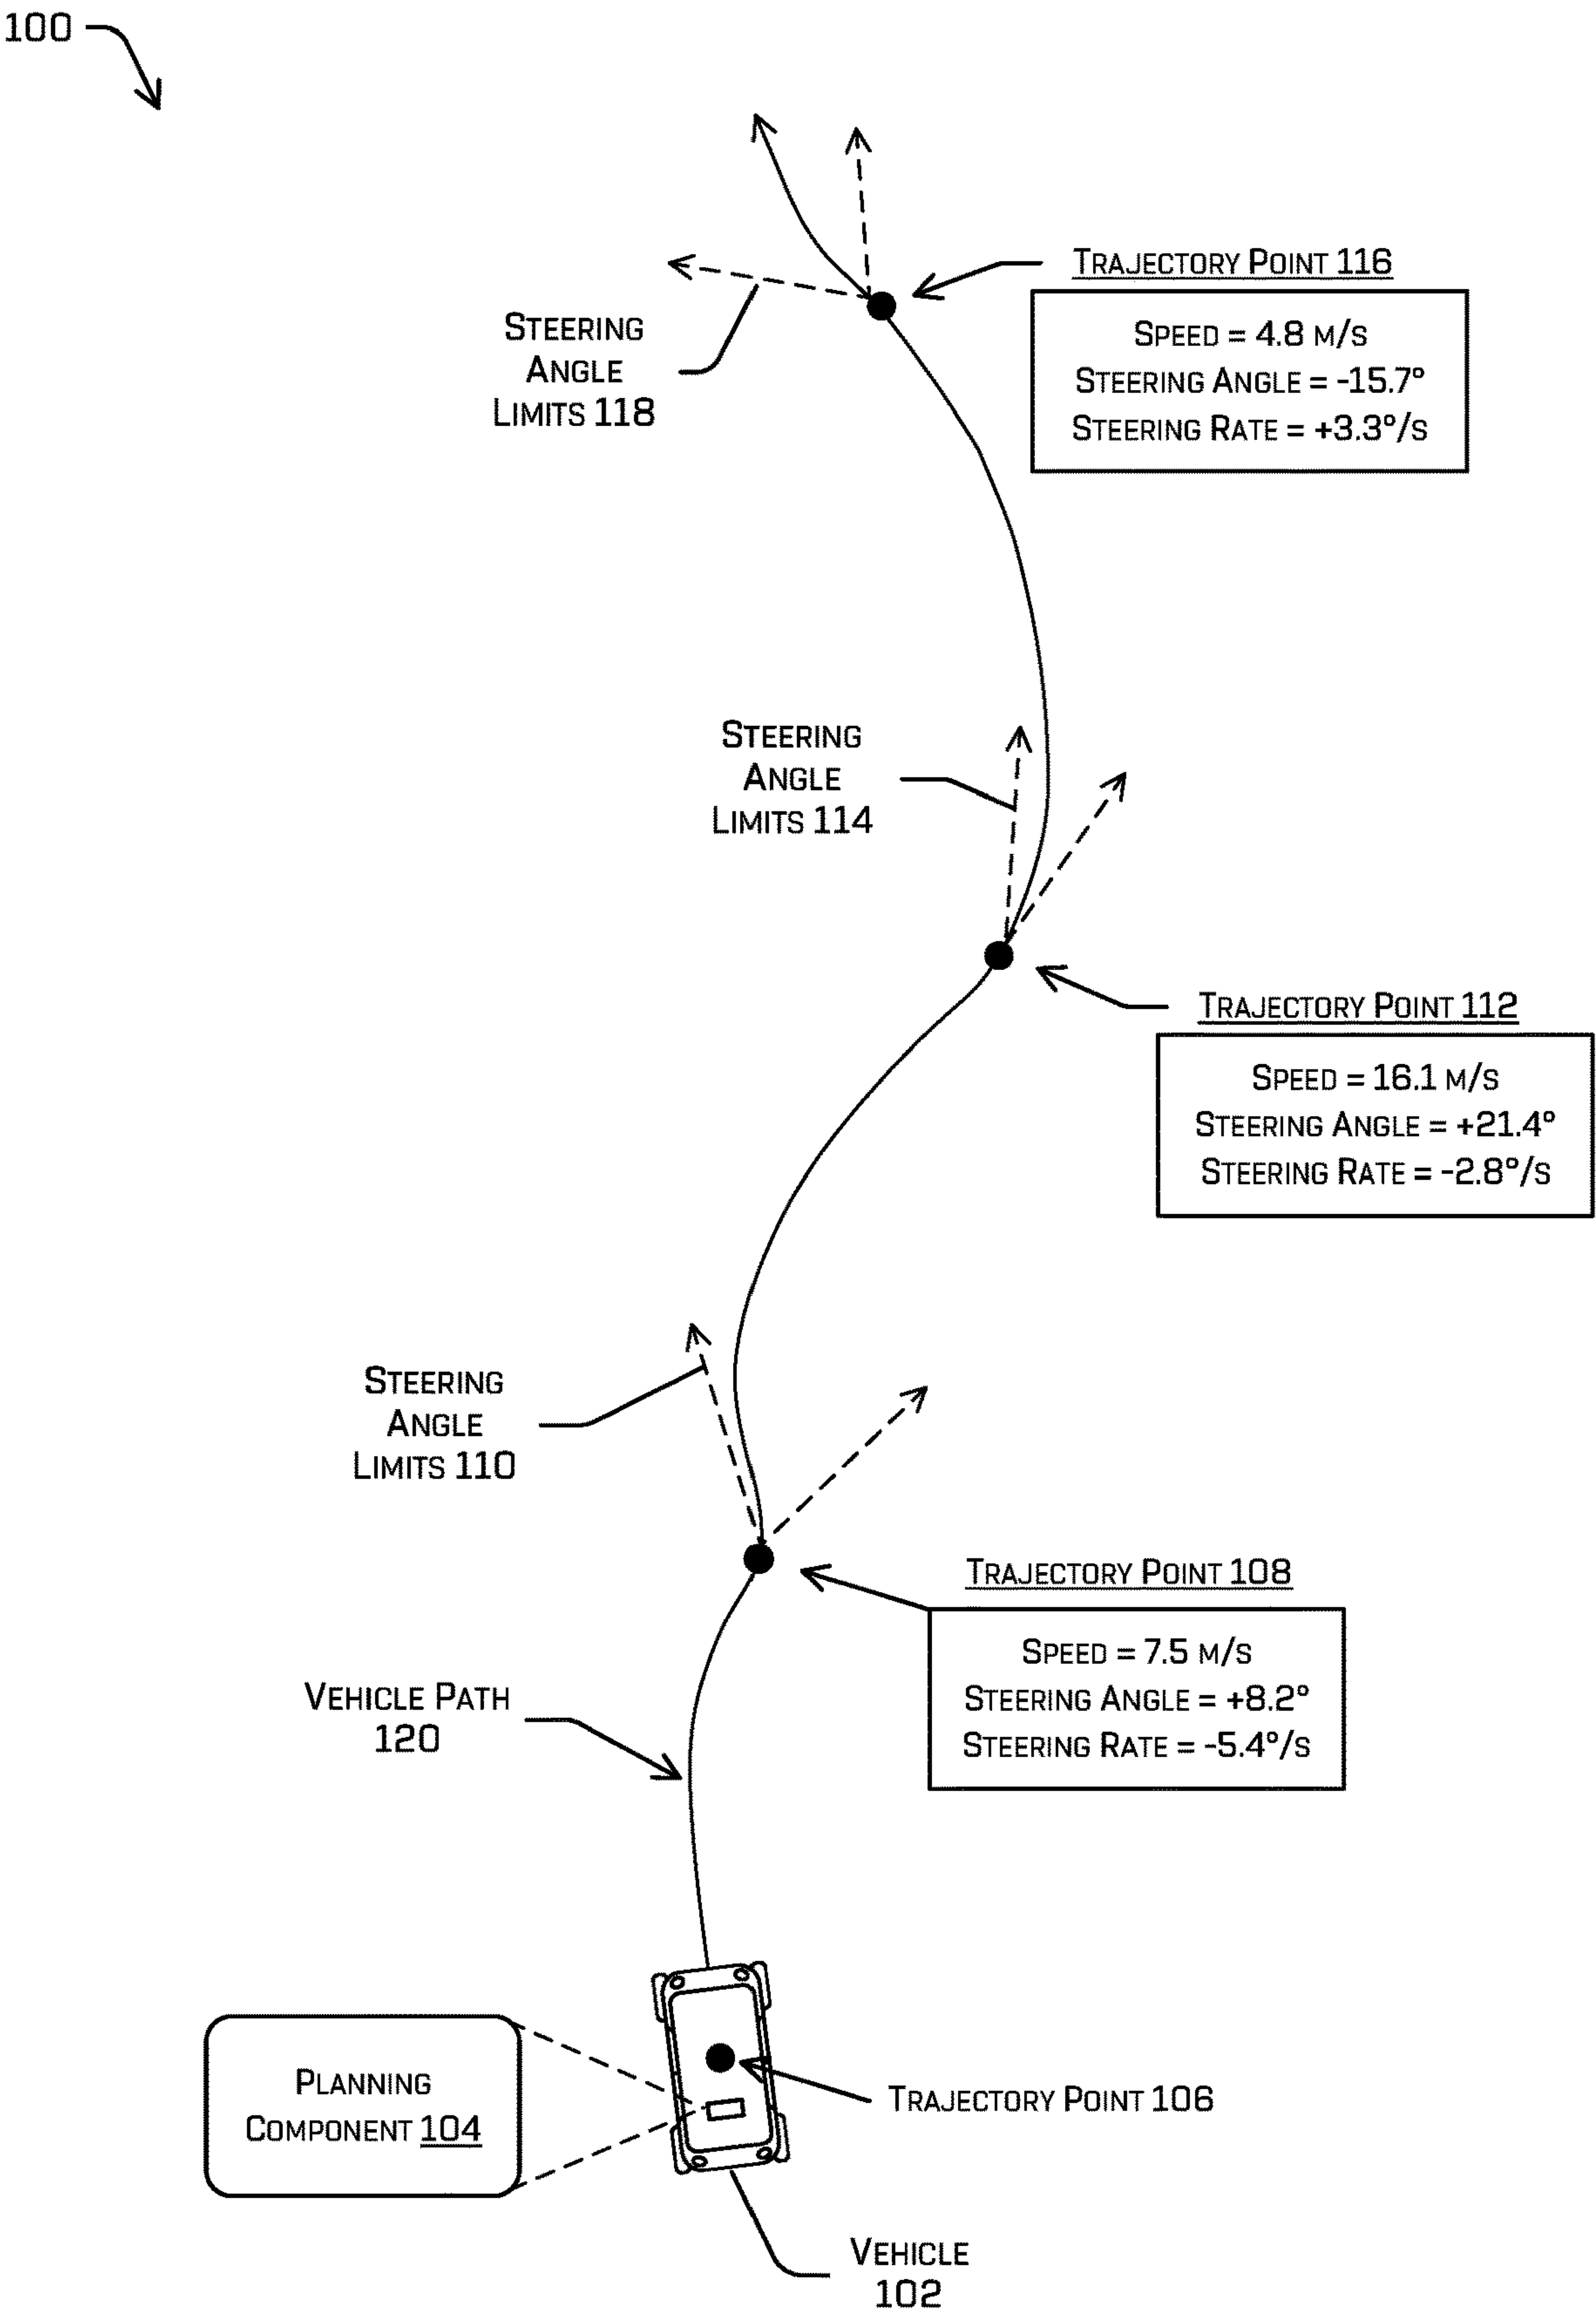 100
TRAJECTORY POINT 116
SPEED = 4.8 M/S
STEERING ANGLE = -15.7°
STEERING RATE = +3.3°/S
STEERING
ANGLE
LIMITS 118
STEERING
ANGLE
LIMITS 114
TRAJECTORY POINT 112
SPEED = 16.1 M/S
STEERING ANGLE = +21.4°
STEERING RATE = -2.8°/S
STEERING
ANGLE
LIMITS 110
TRAJECTORY POINT 108
SPEED = 7.5 M/S
STEERING ANGLE = +8.2°
STEERING RATE = -5.4°/S
VEHICLE PATH
120
PLANNING
COMPONENT 104
TRAJECTORY POINT 106
VEHICLE
102